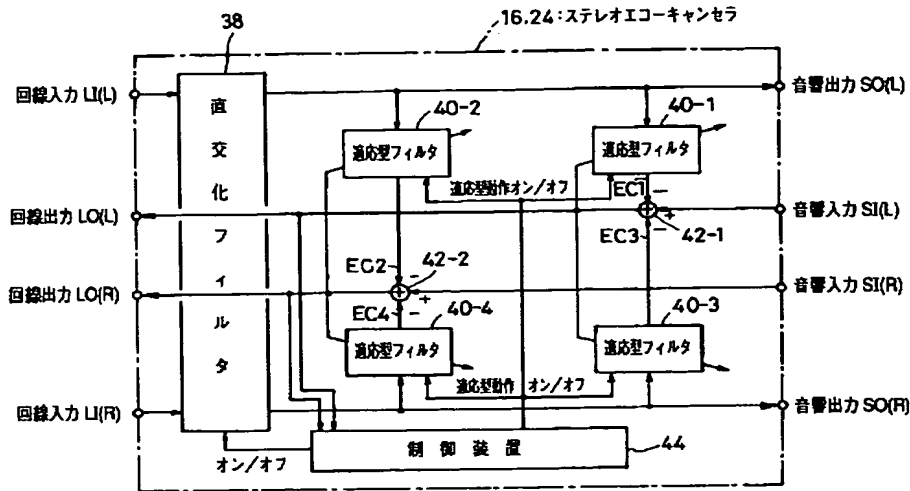 16.24：ステレオエコーキャンセラ
38
回線入力 LI(L)
音響出力 SO(L)
40-2
40-1
適応型フィルタ
適応型フィルタ
適応型動作オン/オフ
EC1
回線出力 LO(L)
音響入力 SI(L)
EC3
42-1
直交化フィルタ
EC2
42-2
回線出力 LO(R)
音響入力 SI(R)
EC4
40-4
40-3
適応型フィルタ
適応型フィルタ
適応型動作 オン/オフ
回線入力 LI(R)
音響出力 SO(R)
制御装置
44
オン/オフ